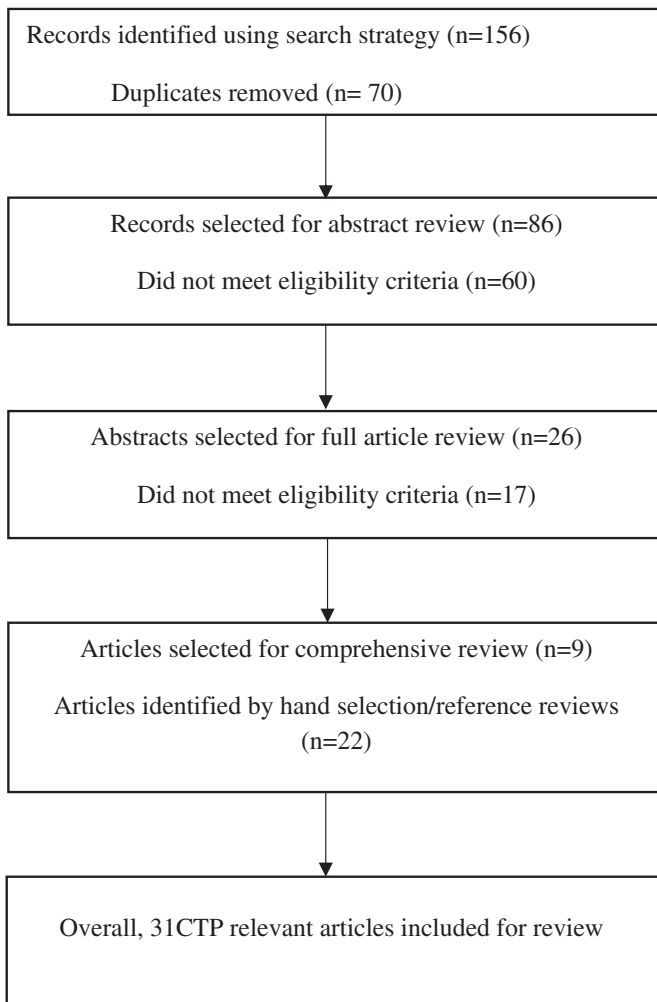 Records identified using search strategy (n=156)
Duplicates removed (n= 70)
Records selected for abstract review (n=86)
Did not meet eligibility criteria (n=60)
Abstracts selected for full article review (n=26)
Did not meet eligibility criteria (n=17)
Articles selected for comprehensive review (n=9)
Articles identified by hand selection/reference reviews
(n=22)
Overall, 31CTP relevant articles included for review